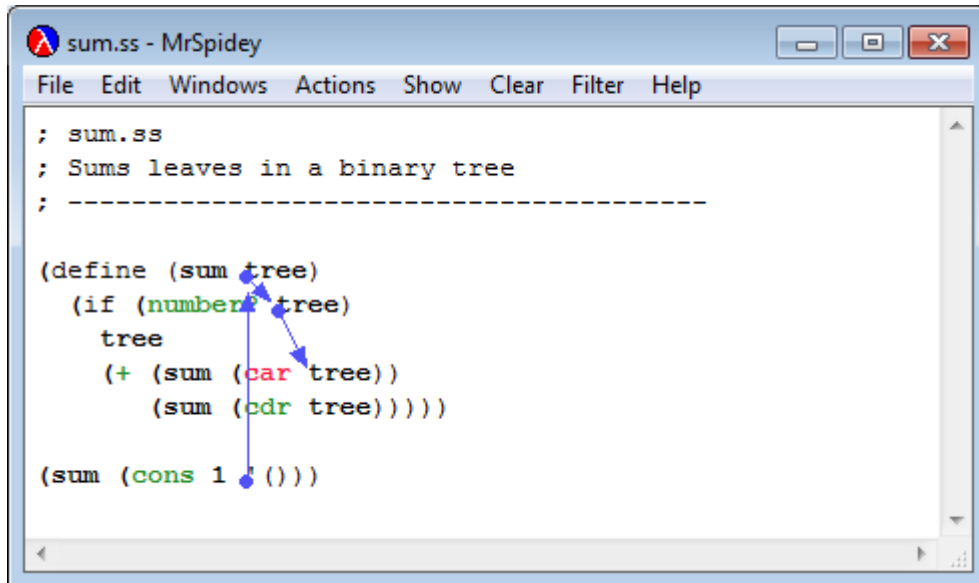 sum.ss - MrSpidey
File Edit Windows Actions Show Clear Filter Help
; sum.ss
; Sums leaves in a binary tree
; ----------------------------------------
(define (sum tree)
(if (number? tree)
tree
(+ (sum (car tree))
(sum (cdr tree)))))
(sum (cons 1 '()))